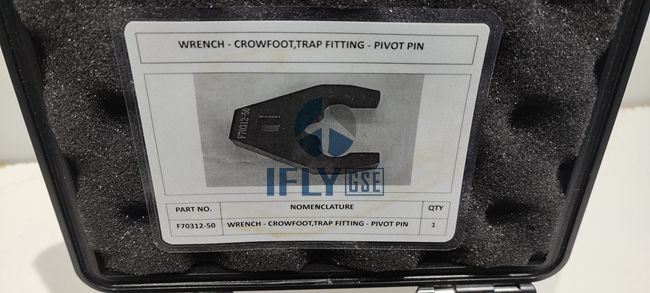 WRENCH - CROWFOOT,TRAP FITTING - PIVOT PIN
F70312-50
IFLY GSE
PART NO. NOMENCLATURE QTY
F70312-50 WRENCH - CROWFOOT,TRAP FITTING - PIVOT PIN 1